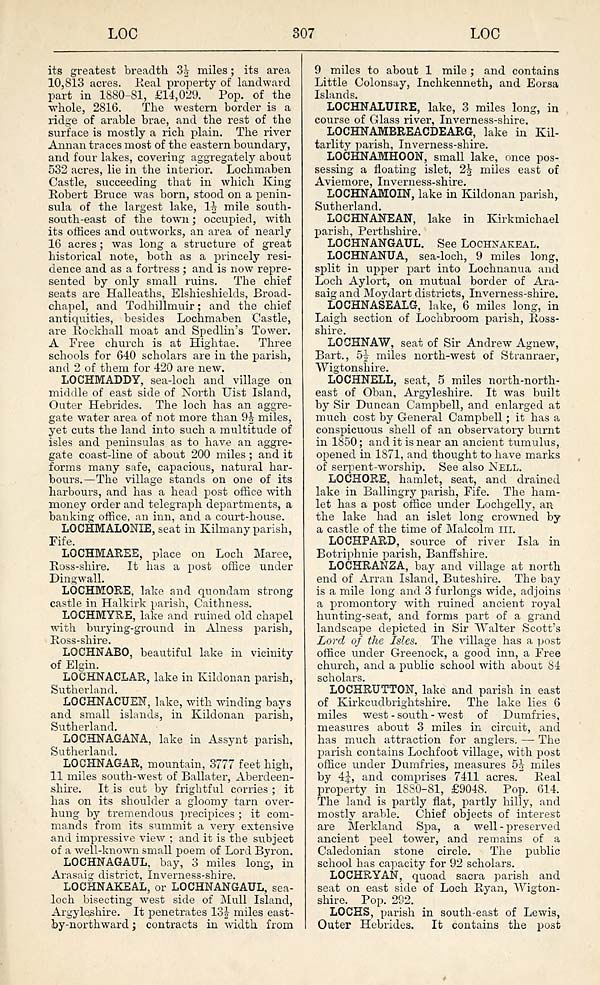 LOC 307 LOC
its greatest breadth 3½ miles; its area
10,813 acres. Real property of landward
part in 1880-81, £14,029. Pop. of the
whole, 2816. The western border is a
ridge of arable brae, and the rest of the
surface is mostly a rich plain. The river
Annan traces most of the eastern boundary,
and four lakes, covering aggregately about
532 acres, lie in the interior. Lochmaben
Castle, succeeding that in which King
Robert Bruce was born, stood on a penin-
sula of the largest lake, 1½ mile south-
south-east of the town; occupied, with
its offices and outworks, an area of nearly
16 acres; was long a structure of great
historical note, both as a princely resi-
dence and as a fortress; and is now repre-
sented by only small ruins. The chief
seats are Halleaths, Elshieshields, Broad-
chapel, and Todhillmuir; and the chief
antiquities, besides Lochmaben Castle,
are Rockhall moat and Spedlin's Tower.
A Free church is at Hightae. Three
schools for 640 scholars are in the parish,
and 2 of them for 420 are new.
LOCHMADDY, sea-loch and village on
middle of east side of North Uist Island,
Outer Hebrides. The loch has an aggre-
gate water area of not more than 9½ miles,
yet cuts the land into such a multitude of
isles and peninsulas as to have an aggre-
gate coast-line of about 200 miles; and it
forms many safe, capacious, natural har-
bours.—The village stands on one of its
harbours, and has a head post office with
money order and telegraph departments, a
banking office, an inn, and a court-house.
LOCHMALONIE, seat in Kilmany parish,
Fife.
LOCHMAREE, place on Loch Maree,
Ross-shire. It has a post office under
Dingwall.
LOCHMORE, lake and quondam strong
castle in Halkirk parish, Caithness.
LOCHMYRE, lake and ruined old chapel
with burying-ground in Alness parish,
Ross-shire.
LOCHNABO, beautiful lake in vicinity
of Elgin.
LOCHNACLAR, lake in Kildonan parish,
Sutherland.
LOCHNACUEN, lake, with winding bays
and small islands, in Kildonan parish,
Sutherland.
LOCHNAGANA, lake in Assynt parish,
Sutherland.
LOCHNAGAR, mountain, 3777 feet high,
11 miles south-west of Ballater, Aberdeen-
shire. It is cut by frightful corries; it
has on its shoulder a gloomy tarn over-
hung by tremendous precipices; it com-
mands from its summit a very extensive
and impressive view; and it is the subject
of a well-known small poem of Lord Byron.
LOCHNAGAUL, bay, 3 miles long, in
Arasaig district, Inverness-shire.
LOCHNAKEAL, or LOCHNANGAUL, sea-
loch bisecting west side of Mull Island,
Argyleshire. It penetrates 13½ miles east-
by-northward; contracts in width from
9 miles to about 1 mile; and contains
Little Colonsay, Inchkenneth, and Eorsa
Islands.
LOCHNALUIRE, lake, 3 miles long, in
course of Glass river, Inverness-shire.
LOCHNAMBREACDEARG, lake in Kil-
tarlity parish, Inverness-shire.
LOCHNAMHOON, small lake, once pos-
sessing a floating islet, 2½ miles east of
Aviemore, Inverness-shire.
LOCHNAMOIN, lake in Kildonan parish,
Sutherland.
LOCHNANEAN, lake in Kirkmichael
parish, Perthshire.
LOCHNANGAUL. See LOCHNAKEAL.
LOCHNANUA, sea-loch, 9 miles long,
split in upper part into Lochnanua and
Loch Aylort, on mutual border of Ara-
saig and Moydart districts, Inverness-shire.
LOCHNASEALG, lake, 6 miles long, in
Laigh section of Lochbroom parish, Ross-
shire.
LOCHNAW, seat of Sir Andrew Agnew,
Bart., 5½ miles north-west of Stranraer,
Wigtonshire.
LOCHNELL, seat, 5 miles north-north-
east of Oban, Argyleshire. It was built
by Sir Duncan Campbell, and enlarged at
much cost by General Campbell; it has a
conspicuous shell of an observatory burnt
in 1850; and it is near an ancient tumulus,
opened in 1871, and thought to have marks
of serpent-worship. See also NELL.
LOCHORE, hamlet, seat, and drained
lake in Ballingry parish, Fife. The ham-
let has a post office under Lochgelly, an
the lake had an islet long crowned by
a castle of the time of Malcolm III.
LOCHPARD, source of river Isla in
Botriphnie parish, Banffshire.
LOCHRANZA, bay and village at north
end of Arran Island, Buteshire. The bay
is a mile long and 3 furlongs wide, adjoins
a promontory with ruined ancient royal
hunting-seat, and forms part of a grand
landscape depicted in Sir Walter Scott's
Lord of the Isles. The village has a post
office under Greenock, a good inn, a Free
church, and a public school with about 84
scholars.
LOCHRUTTON, lake and parish in east
of Kirkcudbrightshire. The lake lies 6
miles west-south-west of Dumfries,
measures about 3 miles in circuit, and
has much attraction for anglers. — The
parish contains Lochfoot village, with post
office under Dumfries, measures 5½ miles
by 4¼, and comprises 7411 acres. Real
property in 1880-81, £9048. Pop. 614.
The land is partly flat, partly hilly, and
mostly arable. Chief objects of interest
are Merkland Spa, a well-preserved
ancient peel tower, and remains of a
Caledonian stone circle. The public
school has capacity for 92 scholars.
LOCHRYAN, quoad sacra parish and
seat on east side of Loch Ryan, Wigton-
shire. Pop. 292.
LOCHS, parish in south-east of Lewis,
Outer Hebrides. It contains the post